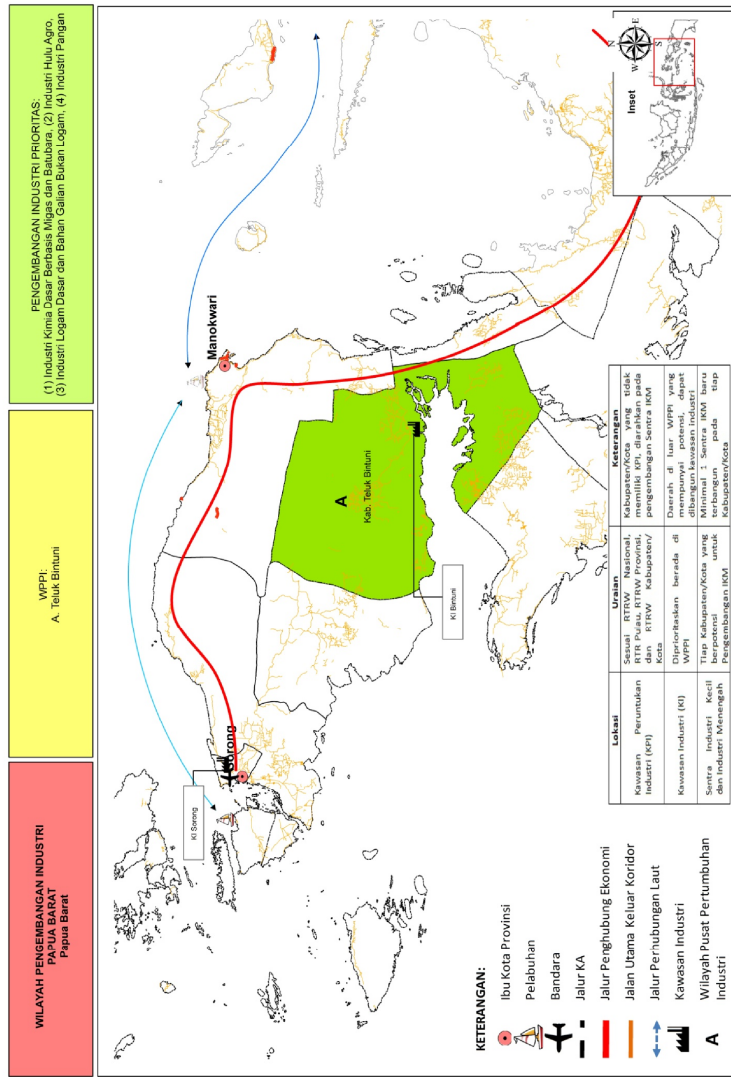 WILAYAH PENGEMBANGAN INDUSTRI
PAPUA BARAT
Papua Barat
WPPI:
A. Teluk Bintuni
PENGEMBANGAN INDUSTRI PRIORITAS:
(1) Industri Kimia Dasar Berbasis Migas dan Batubara, (2) Industri Hulu Agro,
(3) Industri Logam Dasar dan Bahan Galian Bukan Logam, (4) Industri Pangan
Manokwari
Sorong
KI Sorong
A
Kab. Teluk Bintuni
KI Bintuni
N
W
E
S
Inset
KETERANGAN:
Ibu Kota Provinsi
Pelabuhan
Bandara
Jalur KA
Jalur Penghubung Ekonomi
Jalan Utama Keluar Koridor
Jalur Perhubungan Laut
Kawasan Industri
A Wilayah Pusat Pertumbuhan
Industri
Lokasi Uraian Keterangan
Kawasan Peruntukan
Industri (KPI)
Sesuai RTRW Nasional,
RTR Pulau, RTRW Provinsi,
dan RTRW Kabupaten/
Kota
Kabupaten/Kota yang tidak
memiliki KPI, diarahkan pada
pengembangan Sentra IKM
Kawasan Industri (KI)
Diprioritaskan berada di
WPPI
Daerah di luar WPPI yang
mempunyai potensi, dapat
dibangun kawasan industri
Sentra Industri Kecil
dan Industri Menengah
Tiap Kabupaten/Kota yang
berpotensi untuk
Pengembangan IKM
Minimal 1 Sentra IKM baru
terbangun pada tiap
Kabupaten/Kota